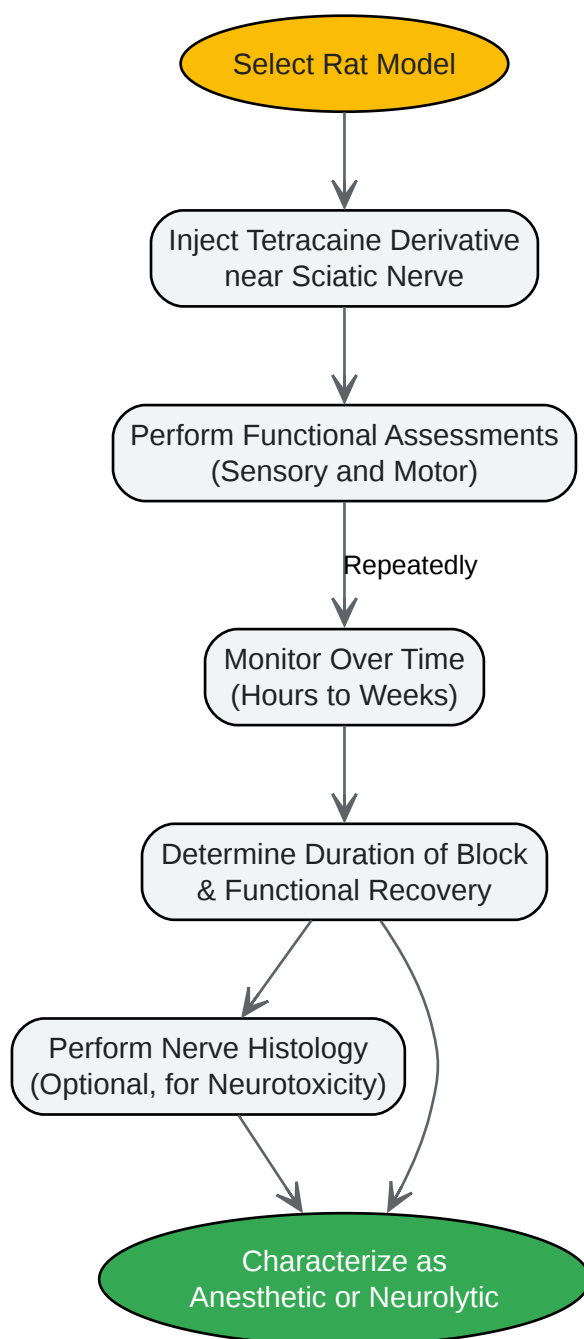 Select Rat Model
Inject Tetracaine Derivative
near Sciatic Nerve
Perform Functional Assessments
(Sensory and Motor)
Repeatedly
Monitor Over Time
(Hours to Weeks)
Determine Duration of Block
& Functional Recovery
Perform Nerve Histology
(Optional, for Neurotoxicity)
Characterize as
Anesthetic or Neurolytic